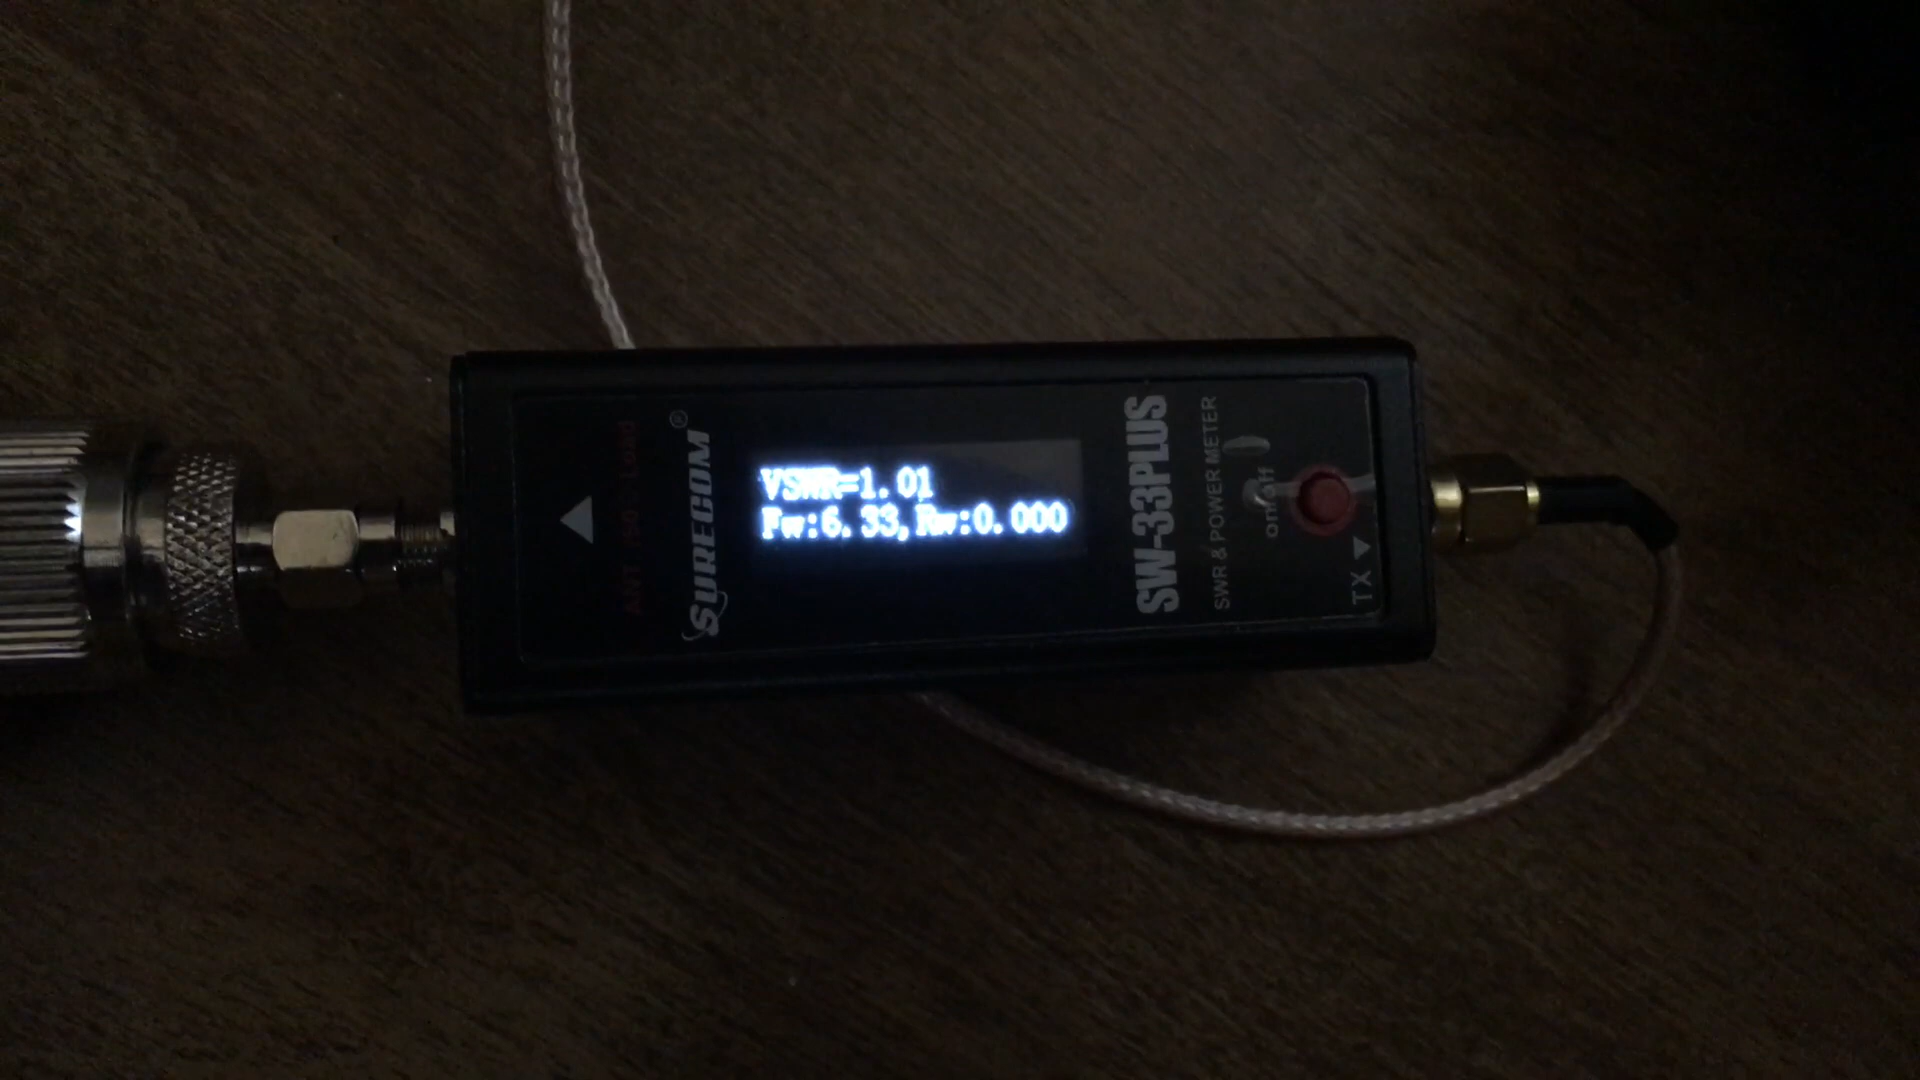 SURECOM®
VSWR=1.01
Fw:6.33,Rw:0.000
SW-33PLUS
SWR & POWER METER
on/off
TX